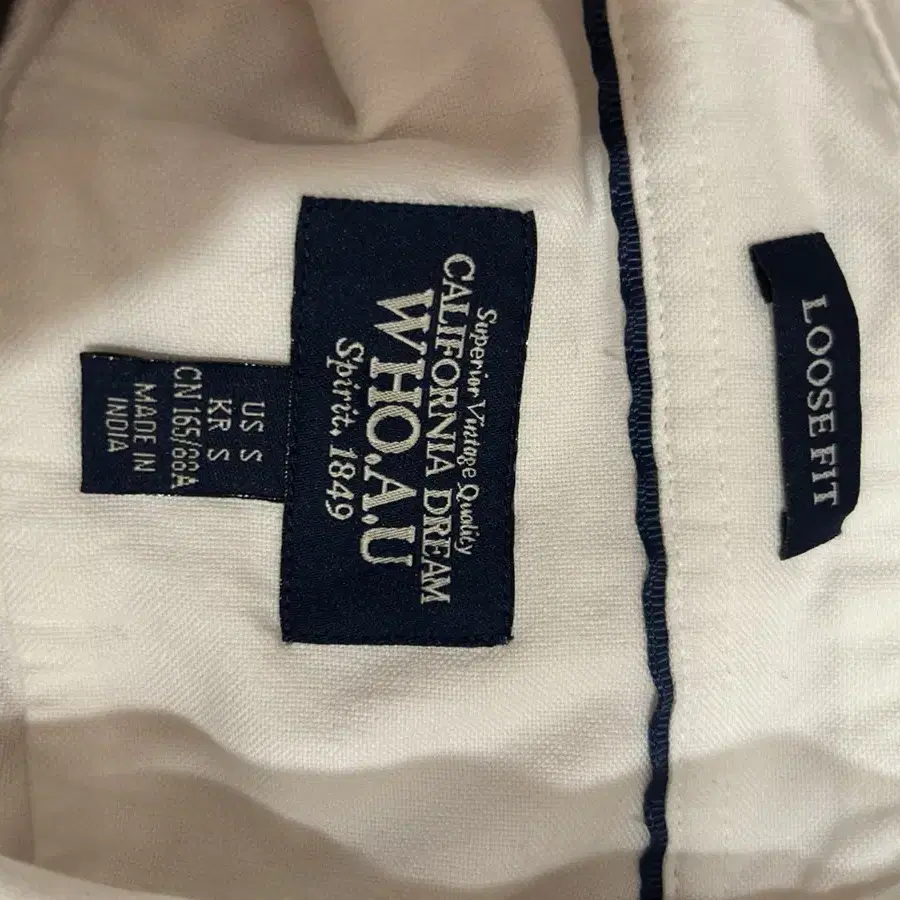 LOOSE FIT
Superior Vintage Quality
CALIFORNIA DREAM
WHO.A.U
Spirit. 1849
US S
KR S
CN 165/88A
MADE IN
INDIA